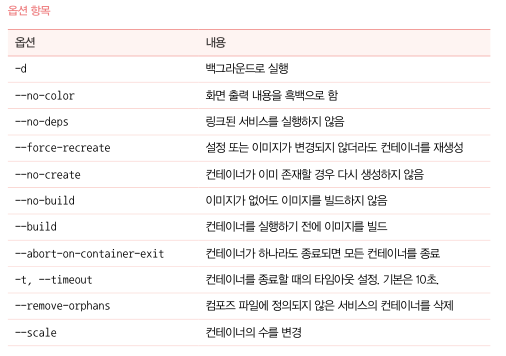 옵션 항목
옵션 내용
-d 백그라운드로 실행
--no-color 화면 출력 내용을 흑백으로 함
--no-deps 링크된 서비스를 실행하지 않음
--force-recreate 설정 또는 이미지가 변경되지 않더라도 컨테이너를 재생성
--no-create 컨테이너가 이미 존재할 경우 다시 생성하지 않음
--no-build 이미지가 없어도 이미지를 빌드하지 않음
--build 컨테이너를 실행하기 전에 이미지를 빌드
--abort-on-container-exit 컨테이너가 하나라도 종료되면 모든 컨테이너를 종료
-t, --timeout 컨테이너를 종료할 때의 타임아웃 설정. 기본은 10초.
--remove-orphans 컴포즈 파일에 정의되지 않은 서비스의 컨테이너를 삭제
--scale 컨테이너의 수를 변경